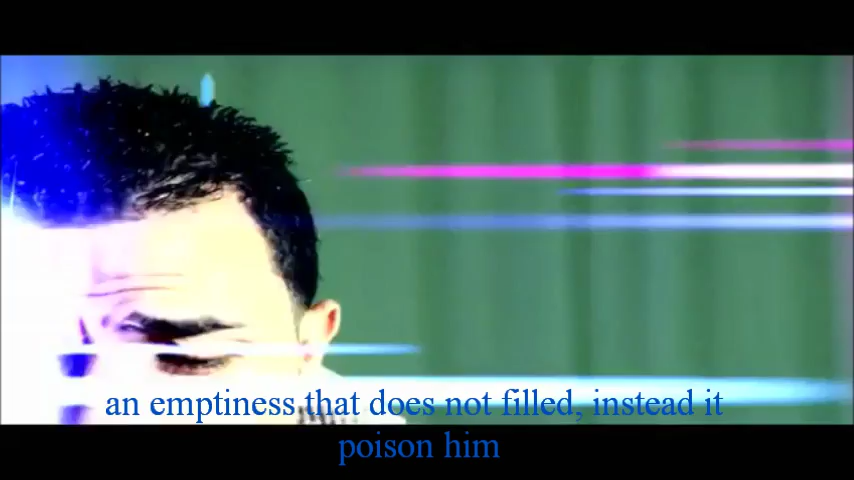 an emptiness that does not filled, instead it
poison him